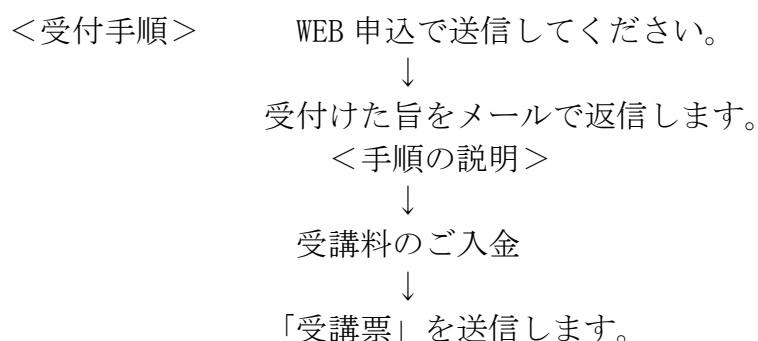 ＜受付手順＞　　WEB 申込で送信してください。
↓
受付けた旨をメールで返信します。
＜手順の説明＞
↓
受講料のご入金
↓
「受講票」を送信します。